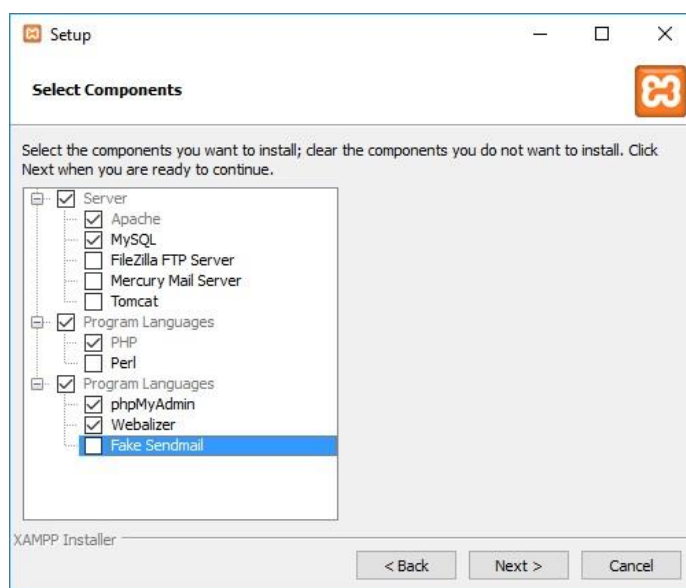 Setup
Select Components
Select the components you want to install; clear the components you do not want to install. Click
Next when you are ready to continue.
Server
Apache
MySQL
FileZilla FTP Server
Mercury Mail Server
Tomcat
Program Languages
PHP
Perl
Program Languages
phpMyAdmin
Webalizer
Fake Sendmail
XAMPP Installer
< Back Next > Cancel